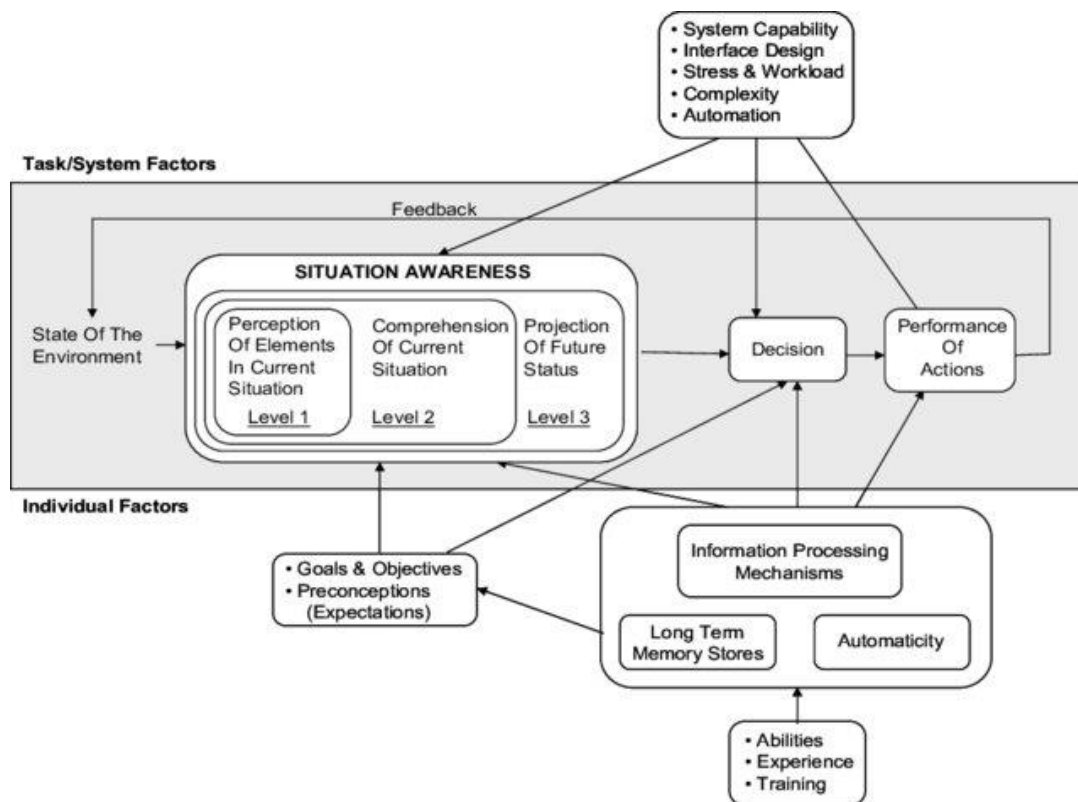 • System Capability
• Interface Design
• Stress & Workload
• Complexity
• Automation
Task/System Factors
Feedback
SITUATION AWARENESS
State Of The
Environment
Perception
Of Elements
In Current
Situation
Level 1
Comprehension
Of Current
Situation
Level 2
Projection
Of Future
Status
Level 3
Decision
Performance
Of
Actions
Individual Factors
• Goals & Objectives
• Preconceptions
(Expectations)
Information Processing
Mechanisms
Long Term
Memory Stores
Automaticity
• Abilities
• Experience
• Training